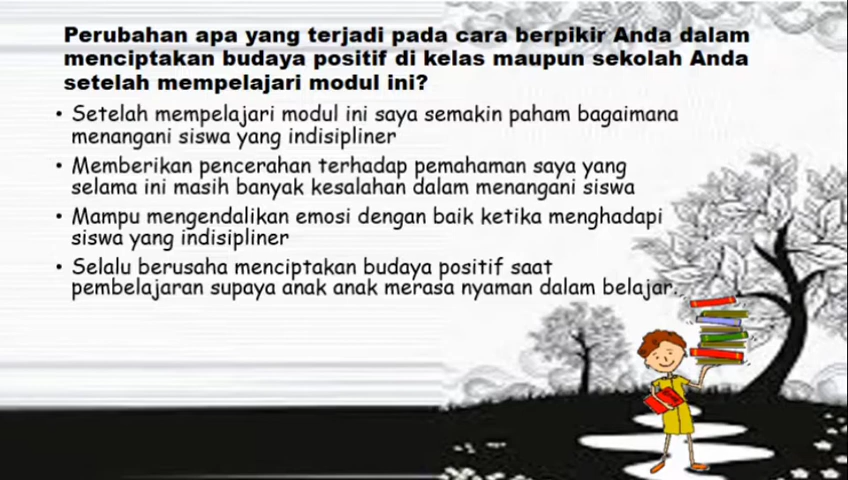 Perubahan apa yang terjadi pada cara berpikir Anda dalam
menciptakan budaya positif di kelas maupun sekolah Anda
setelah mempelajari modul ini?
• Setelah mempelajari modul ini saya semakin paham bagaimana
menangani siswa yang indisipliner
• Memberikan pencerahan terhadap pemahaman saya yang
selama ini masih banyak kesalahan dalam menangani siswa
• Mampu mengendalikan emosi dengan baik ketika menghadapi
siswa yang indisipliner
• Selalu berusaha menciptakan budaya positif saat
pembelajaran supaya anak anak merasa nyaman dalam belajar.